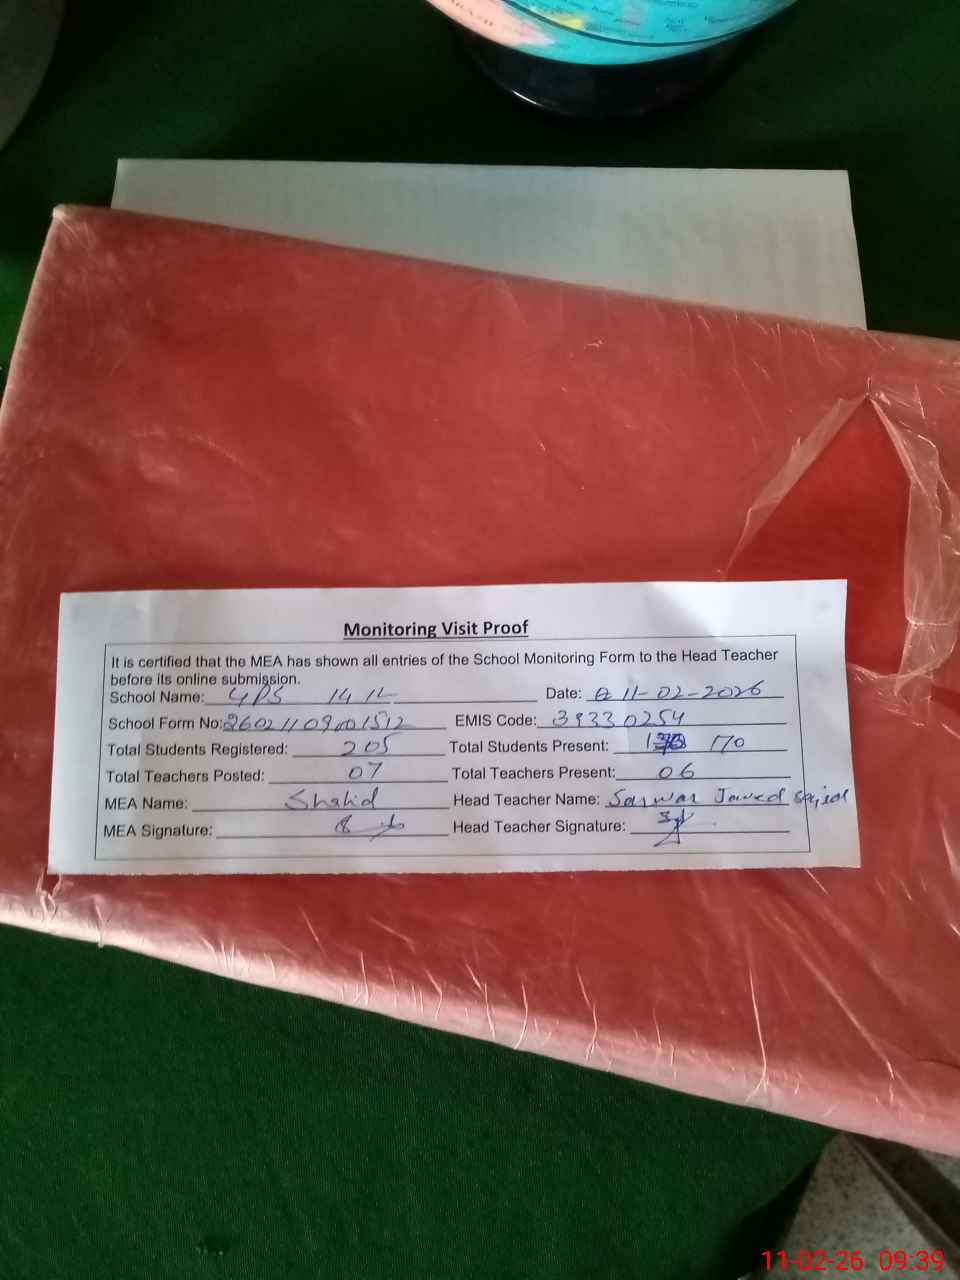 Monitoring Visit Proof
It is certified that the MEA has shown all entries of the School Monitoring Form to the Head Teacher
before its online submission.
School Name: GPS 14 1L Date: 11-02-2026
School Form No: 26021109001512 EMIS Code: 39330254
Total Students Registered: 205 Total Students Present: 170
Total Teachers Posted: 07 Total Teachers Present: 06
MEA Name: Shahid Head Teacher Name: Sarwar Javed Sajid
MEA Signature: Head Teacher Signature:
11-02-26 09:39